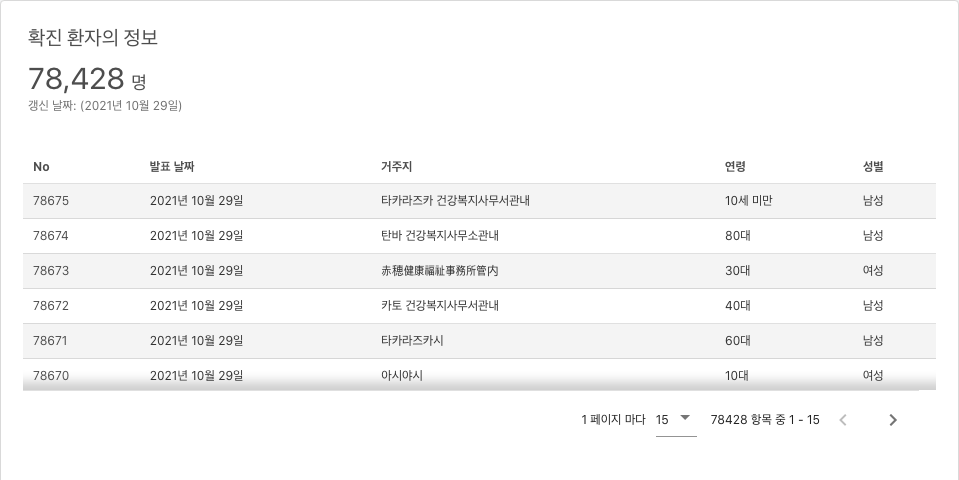 확진 환자의 정보
78,428 명
갱신 날짜: (2021년 10월 29일)
No 발표 날짜 거주지 연령 성별
78675 2021년 10월 29일 타카라즈카 건강복지사무서관내 10세 미만 남성
78674 2021년 10월 29일 탄바 건강복지사무소관내 80대 남성
78673 2021년 10월 29일 赤穂健康福祉事務所管内 30대 여성
78672 2021년 10월 29일 카토 건강복지사무서관내 40대 남성
78671 2021년 10월 29일 타카라즈카시 60대 남성
78670 2021년 10월 29일 아시야시 10대 여성
1 페이지 마다 15 78428 항목 중 1 - 15